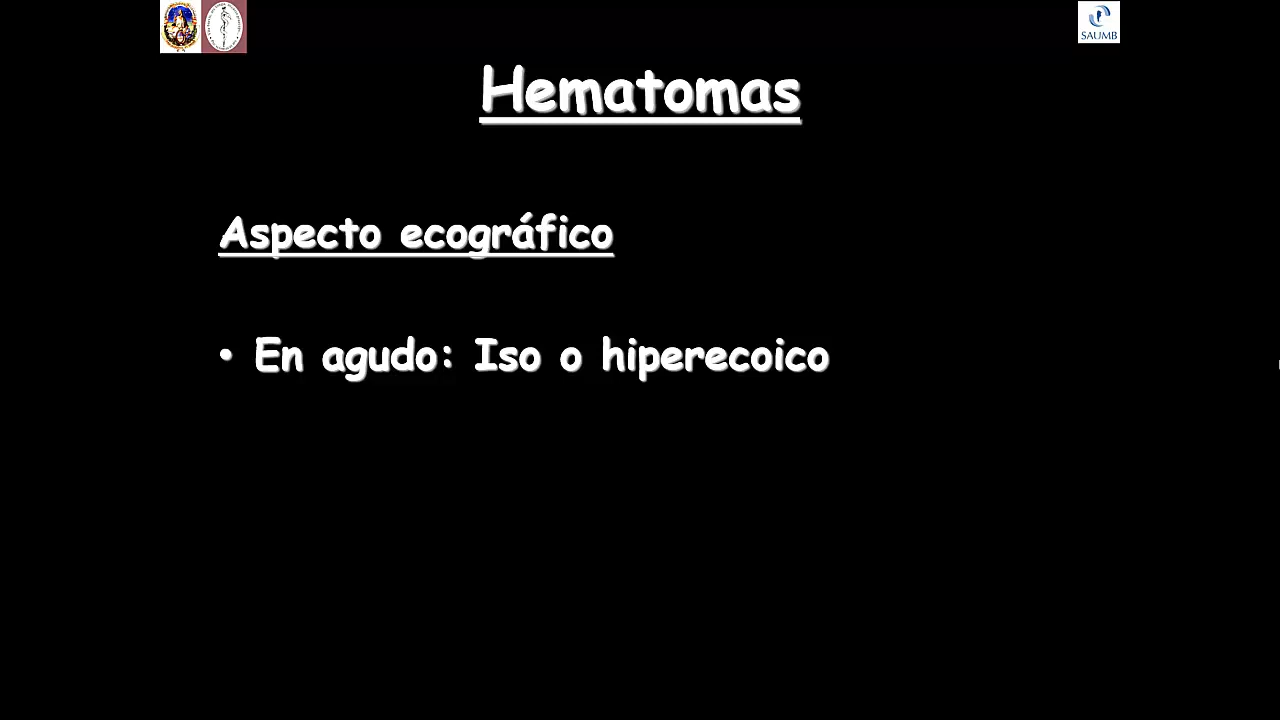 SAUMB
Hematomas
Aspecto ecográfico
• En agudo: Iso o hiperecoico